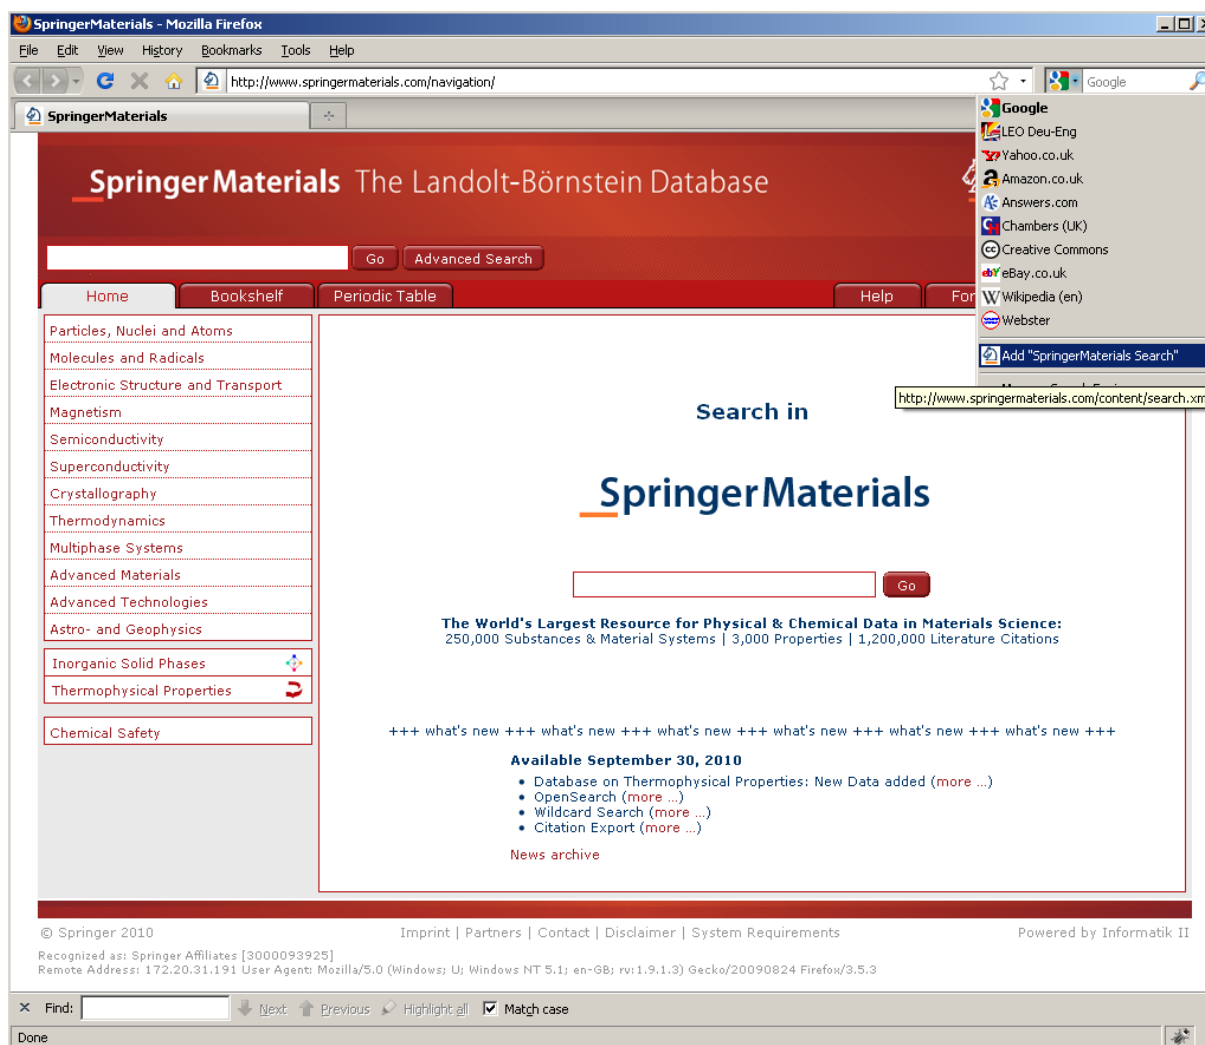 SpringerMaterials - Mozilla Firefox
File Edit View History Bookmarks Tools Help
http://www.springermaterials.com/navigation/
Google
SpringerMaterials
Google
LEO Deu-Eng
Yahoo.co.uk
Amazon.co.uk
Answers.com
Chambers (UK)
Creative Commons
eBay.co.uk
Wikipedia (en)
Webster
Add "SpringerMaterials Search"
http://www.springermaterials.com/content/search.xm
SpringerMaterials The Landolt-Börnstein Database
Go Advanced Search
Home Bookshelf Periodic Table Help For
Particles, Nuclei and Atoms
Molecules and Radicals
Electronic Structure and Transport
Magnetism
Semiconductivity
Superconductivity
Crystallography
Thermodynamics
Multiphase Systems
Advanced Materials
Advanced Technologies
Astro- and Geophysics
Inorganic Solid Phases
Thermophysical Properties
Chemical Safety
Search in
SpringerMaterials
Go
The World's Largest Resource for Physical & Chemical Data in Materials Science:
250,000 Substances & Material Systems | 3,000 Properties | 1,200,000 Literature Citations
+++ what's new +++ what's new +++ what's new +++ what's new +++ what's new +++ what's new +++
Available September 30, 2010
• Database on Thermophysical Properties: New Data added (more ...)
• OpenSearch (more ...)
• Wildcard Search (more ...)
• Citation Export (more ...)
News archive
© Springer 2010 Imprint | Partners | Contact | Disclaimer | System Requirements Powered by Informatik II
Recognized as: Springer Affiliates [3000093925]
Remote Address: 172.20.31.191 User Agent: Mozilla/5.0 (Windows; U; Windows NT 5.1; en-GB; rv:1.9.1.3) Gecko/20090824 Firefox/3.5.3
Find: Next Previous Highlight all Match case
Done